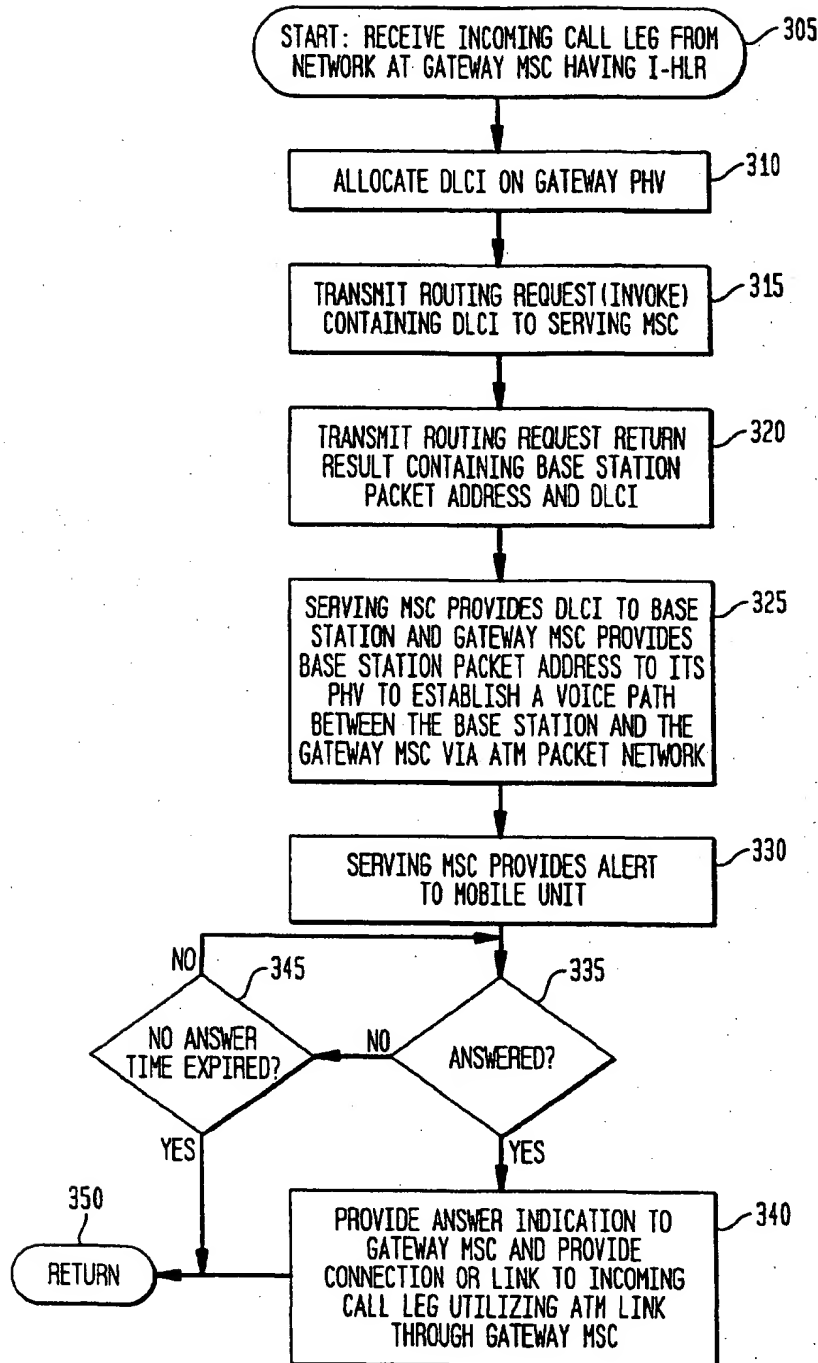 START: RECEIVE INCOMING CALL LEG FROM
NETWORK AT GATEWAY MSC HAVING I-HLR
305
ALLOCATE DLCI ON GATEWAY PHV
310
TRANSMIT ROUTING REQUEST(INVOKE)
CONTAINING DLCI TO SERVING MSC
315
TRANSMIT ROUTING REQUEST RETURN
RESULT CONTAINING BASE STATION
PACKET ADDRESS AND DLCI
320
SERVING MSC PROVIDES DLCI TO BASE
STATION AND GATEWAY MSC PROVIDES
BASE STATION PACKET ADDRESS TO ITS
PHV TO ESTABLISH A VOICE PATH
BETWEEN THE BASE STATION AND THE
GATEWAY MSC VIA ATM PACKET NETWORK
325
SERVING MSC PROVIDES ALERT
TO MOBILE UNIT
330
NO
345
335
NO ANSWER
TIME EXPIRED?
NO
ANSWERED?
YES
YES
350
RETURN
PROVIDE ANSWER INDICATION TO
GATEWAY MSC AND PROVIDE
CONNECTION OR LINK TO INCOMING
CALL LEG UTILIZING ATM LINK
THROUGH GATEWAY MSC
340